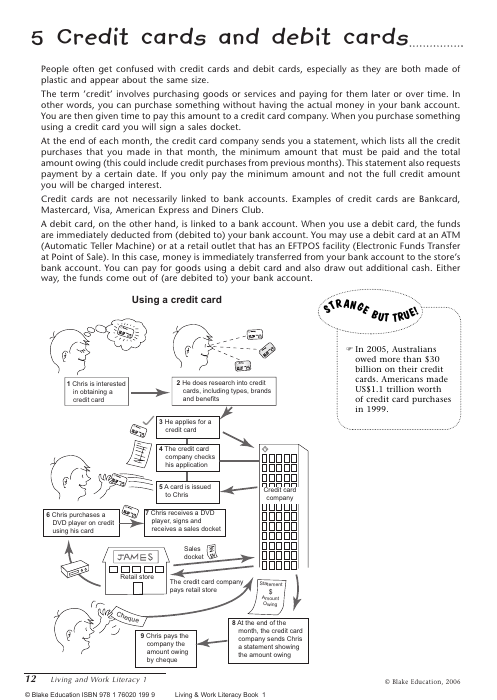 5 Credit cards and debit cards
People often get confused with credit cards and debit cards, especially as they are both made of
plastic and appear about the same size.
The term 'credit' involves purchasing goods or services and paying for them later or over time. In
other words, you can purchase something without having the actual money in your bank account.
You are then given time to pay this amount to a credit card company. When you purchase something
using a credit card you will sign a sales docket.
At the end of each month, the credit card company sends you a statement, which lists all the credit
purchases that you made in that month, the minimum amount that must be paid and the total
amount owing (this could include credit purchases from previous months). This statement also requests
payment by a certain date. If you only pay the minimum amount and not the full credit amount
you will be charged interest.
Credit cards are not necessarily linked to bank accounts. Examples of credit cards are Bankcard,
Mastercard, Visa, American Express and Diners Club.
A debit card, on the other hand, is linked to a bank account. When you use a debit card, the funds
are immediately deducted from (debited to) your bank account. You may use a debit card at an ATM
(Automatic Teller Machine) or at a retail outlet that has an EFTPOS facility (Electronic Funds Transfer
at Point of Sale). In this case, money is immediately transferred from your bank account to the store's
bank account. You can pay for goods using a debit card and also draw out additional cash. Either
way, the funds come out of (are debited to) your bank account.
Using a credit card
STRANGE BUT TRUE!
☞ In 2005, Australians
owed more than $30
billion on their credit
cards. Americans made
US$1.1 trillion worth
of credit card purchases
in 1999.
1 Chris is interested
in obtaining a
credit card
2 He does research into credit
cards, including types, brands
and benefits
3 He applies for a
credit card
4 The credit card
company checks
his application
5 A card is issued
to Chris
Credit card
company
6 Chris purchases a
DVD player on credit
using his card
7 Chris receives a DVD
player, signs and
receives a sales docket
JAMES
Retail store
Sales
docket
The credit card company
pays retail store
Statement
$
Amount
Owing
Cheque
8 At the end of the
month, the credit card
company sends Chris
a statement showing
the amount owing
9 Chris pays the
company the
amount owing
by cheque
12 Living and Work Literacy 1
© Blake Education, 2006
© Blake Education ISBN 978 1 76020 199 9 Living & Work Literacy Book 1